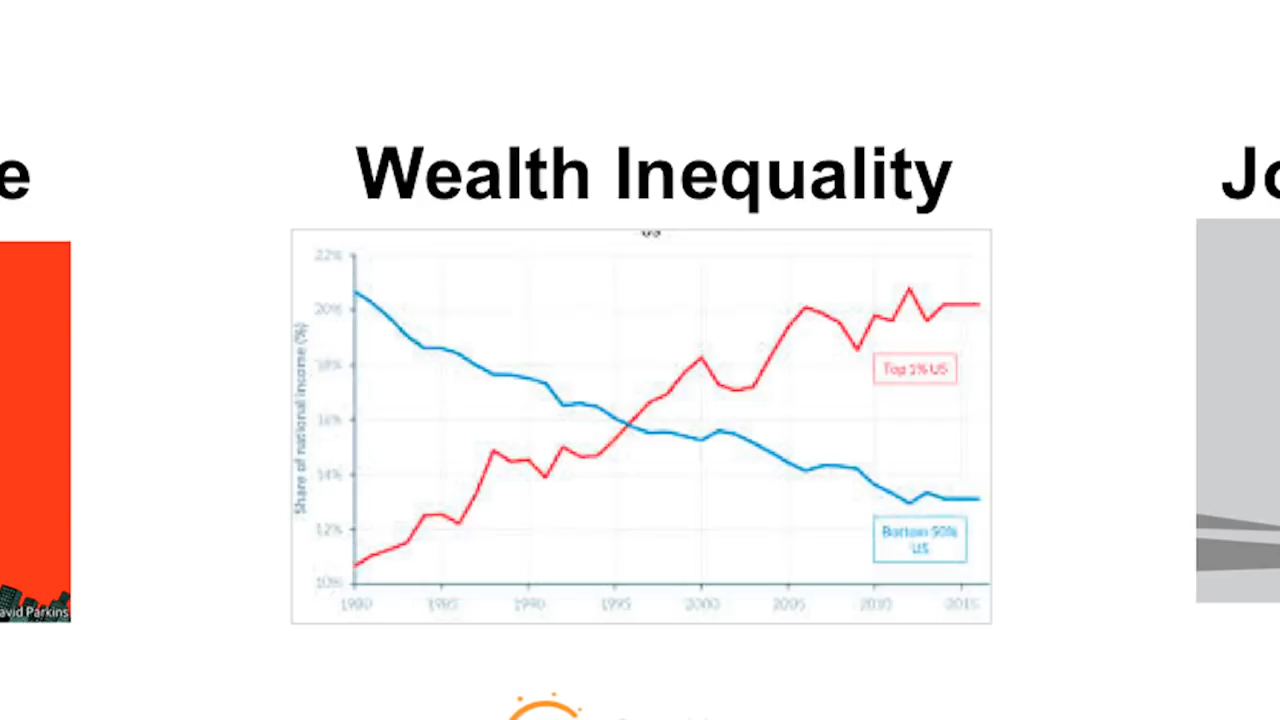 e
Wealth Inequality
Jo
US
22%
20%
18%
16%
14%
12%
10%
Share of national income (%)
Top 1% US
Bottom 50%
US
1980 1985 1990 1995 2000 2005 2010 2015
avid Parkins